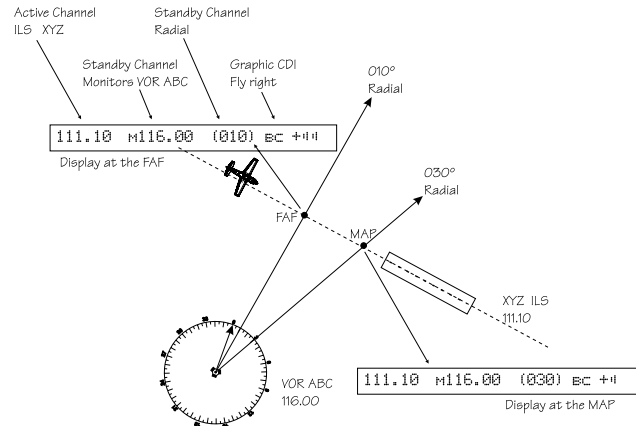 Active Channel
ILS XYZ
Standby Channel
Radial
Standby Channel
Monitors VOR ABC
Graphic CDI
Fly right
010°
Radial
111.10 M116.00 (010) BC
Display at the FAF
030°
Radial
FAF
MAP
XYZ ILS
111.10
VOR ABC
116.00
111.10 M116.00 (030) BC
Display at the MAP